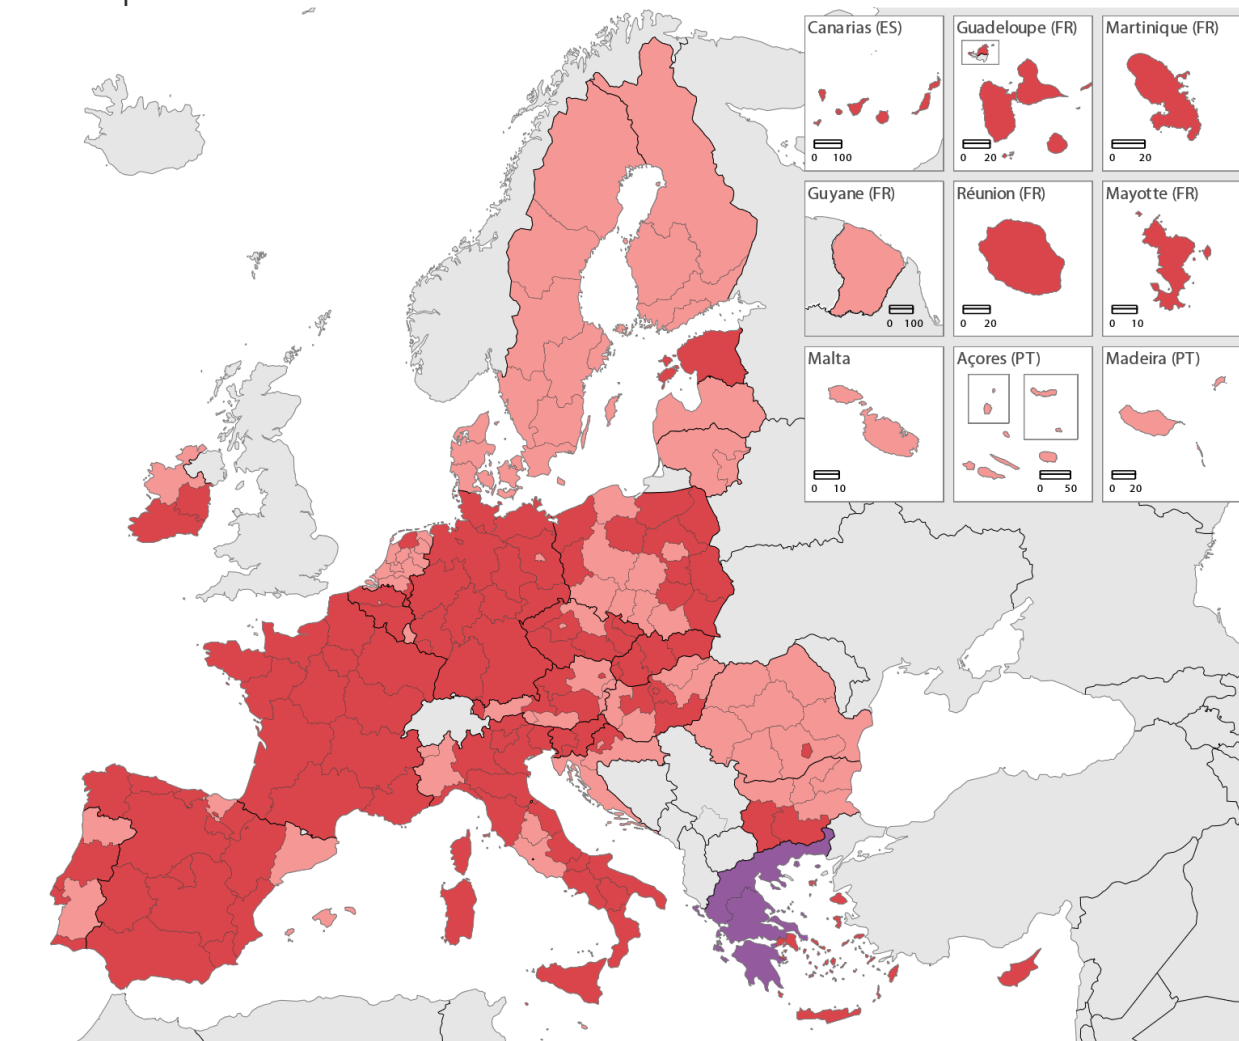 Canarias (ES)
0 100
Guadeloupe (FR)
0 20
Martinique (FR)
0 20
Guyane (FR)
0 100
Réunion (FR)
0 20
Mayotte (FR)
0 10
Malta
0 10
Açores (PT)
0 50
Madeira (PT)
0 20